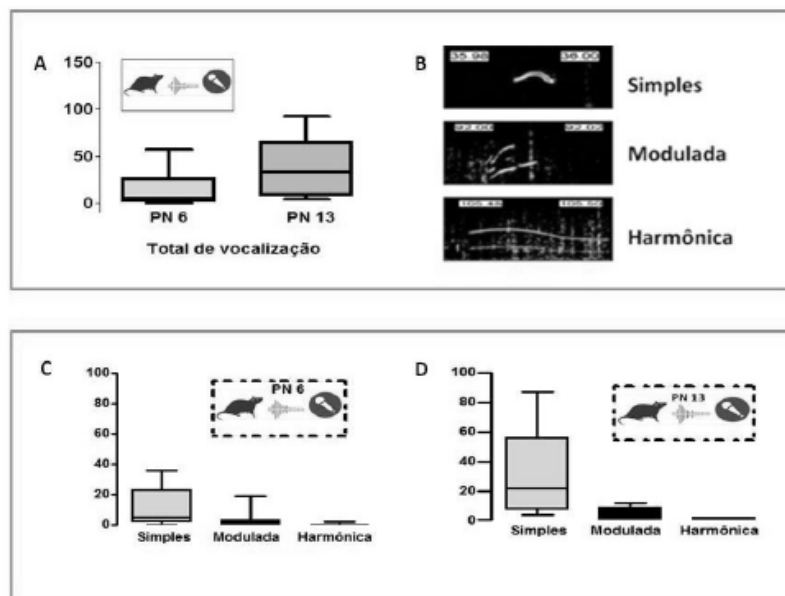 A
150
100
50
0
PN 6
PN 13
Total de vocalização
B
Simples
Modulada
Harmônica
C
100
80
60
40
20
0
PN 6
Simples
Modulada
Harmônica
D
100
80
60
40
20
0
PN 13
Simples
Modulada
Harmônica